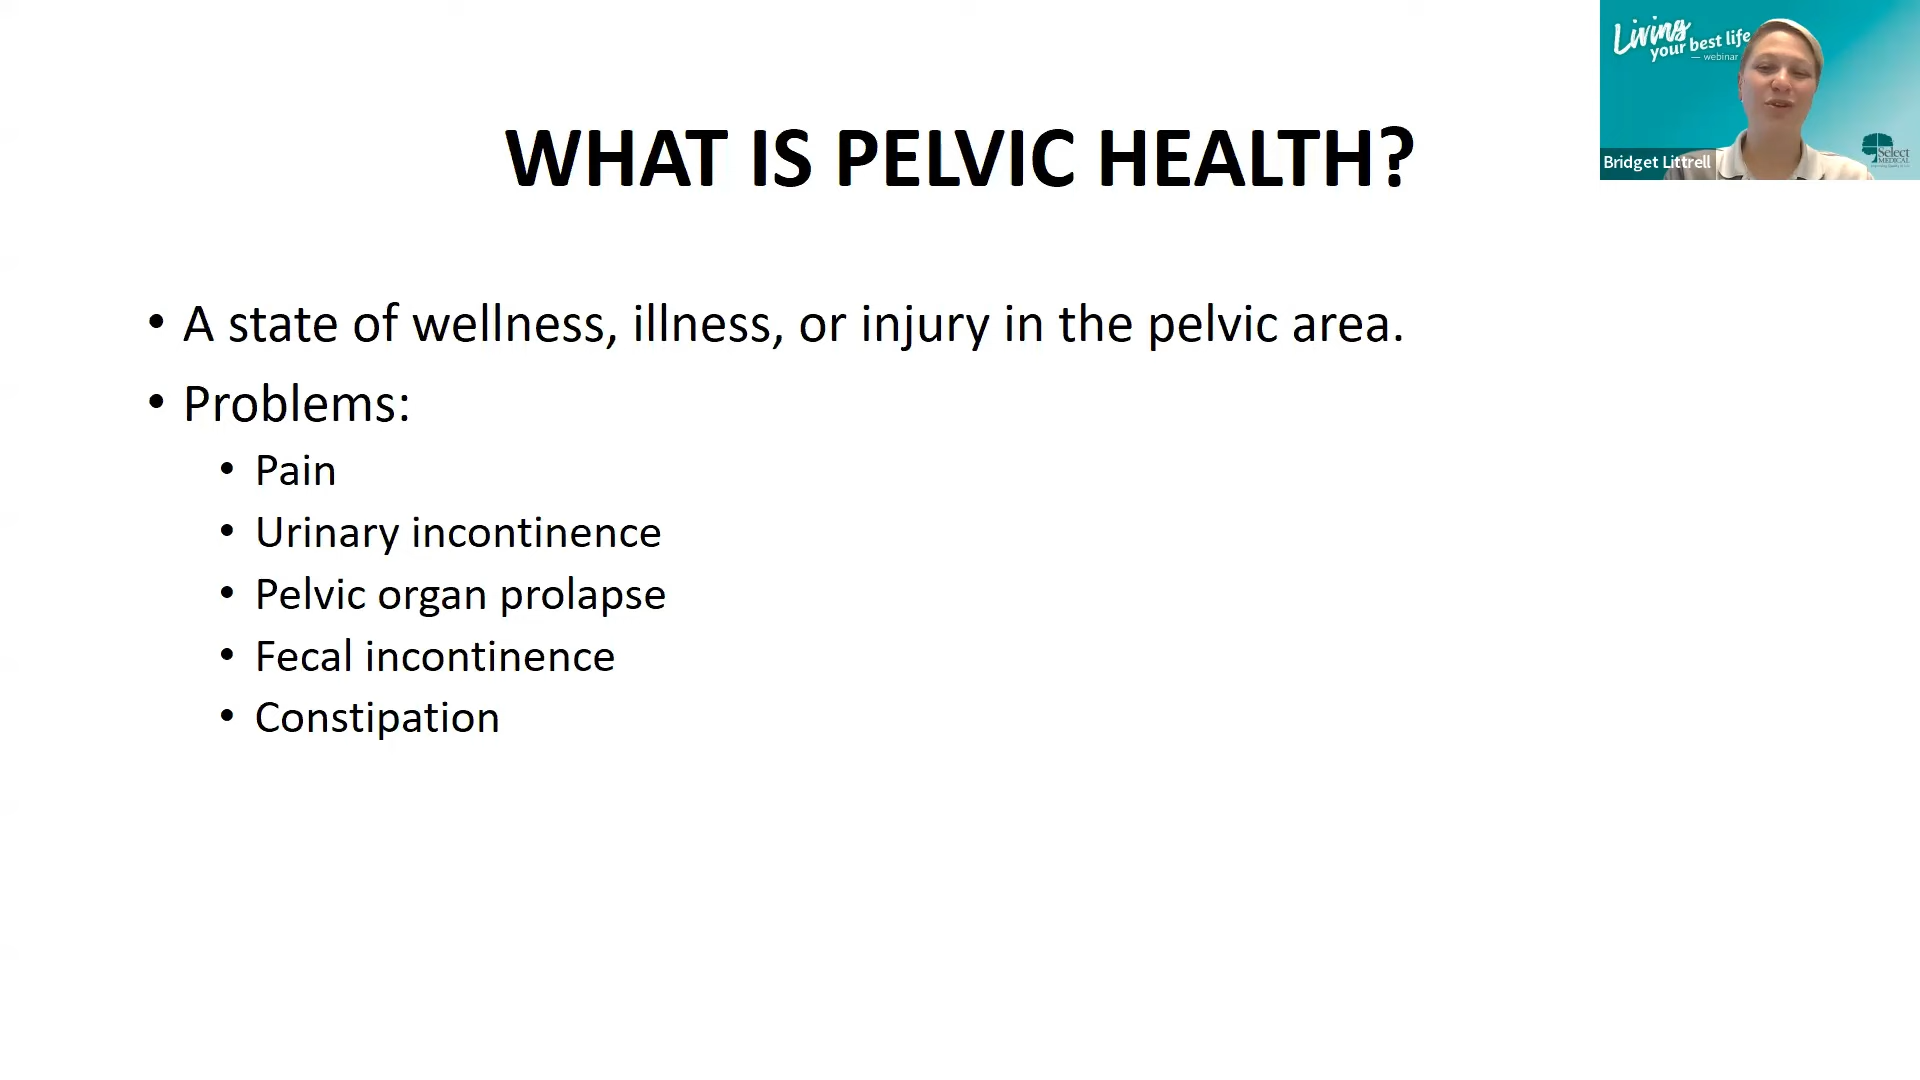 Living
your best life
— webinar
Bridget Littrell
Select
MEDICAL
WHAT IS PELVIC HEALTH?
• A state of wellness, illness, or injury in the pelvic area.
• Problems:
• Pain
• Urinary incontinence
• Pelvic organ prolapse
• Fecal incontinence
• Constipation